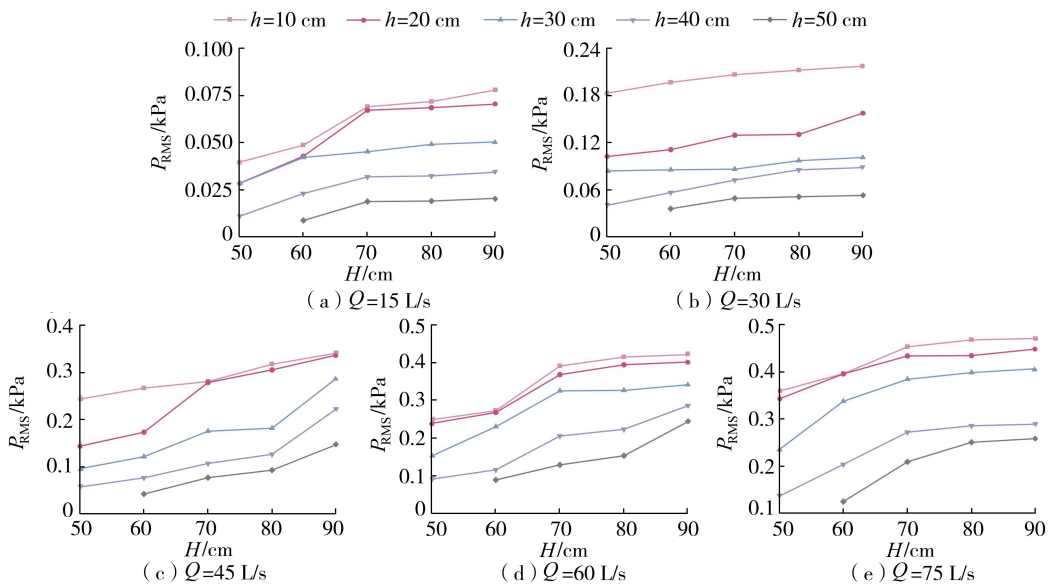 h=10 cm h=20 cm h=30 cm h=40 cm h=50 cm
0.100
0.075
0.050
0.025
0
P_RMS/kPa
50 60 70 80 90
H/cm
(a) Q=15 L/s
0.24
0.18
0.12
0.06
0
P_RMS/kPa
50 60 70 80 90
H/cm
(b) Q=30 L/s
0.4
0.3
0.2
0.1
0
P_RMS/kPa
50 60 70 80 90
H/cm
(c) Q=45 L/s
0.5
0.4
0.3
0.2
0.1
0
P_RMS/kPa
50 60 70 80 90
H/cm
(d) Q=60 L/s
0.5
0.4
0.3
0.2
0.1
P_RMS/kPa
50 60 70 80 90
H/cm
(e) Q=75 L/s